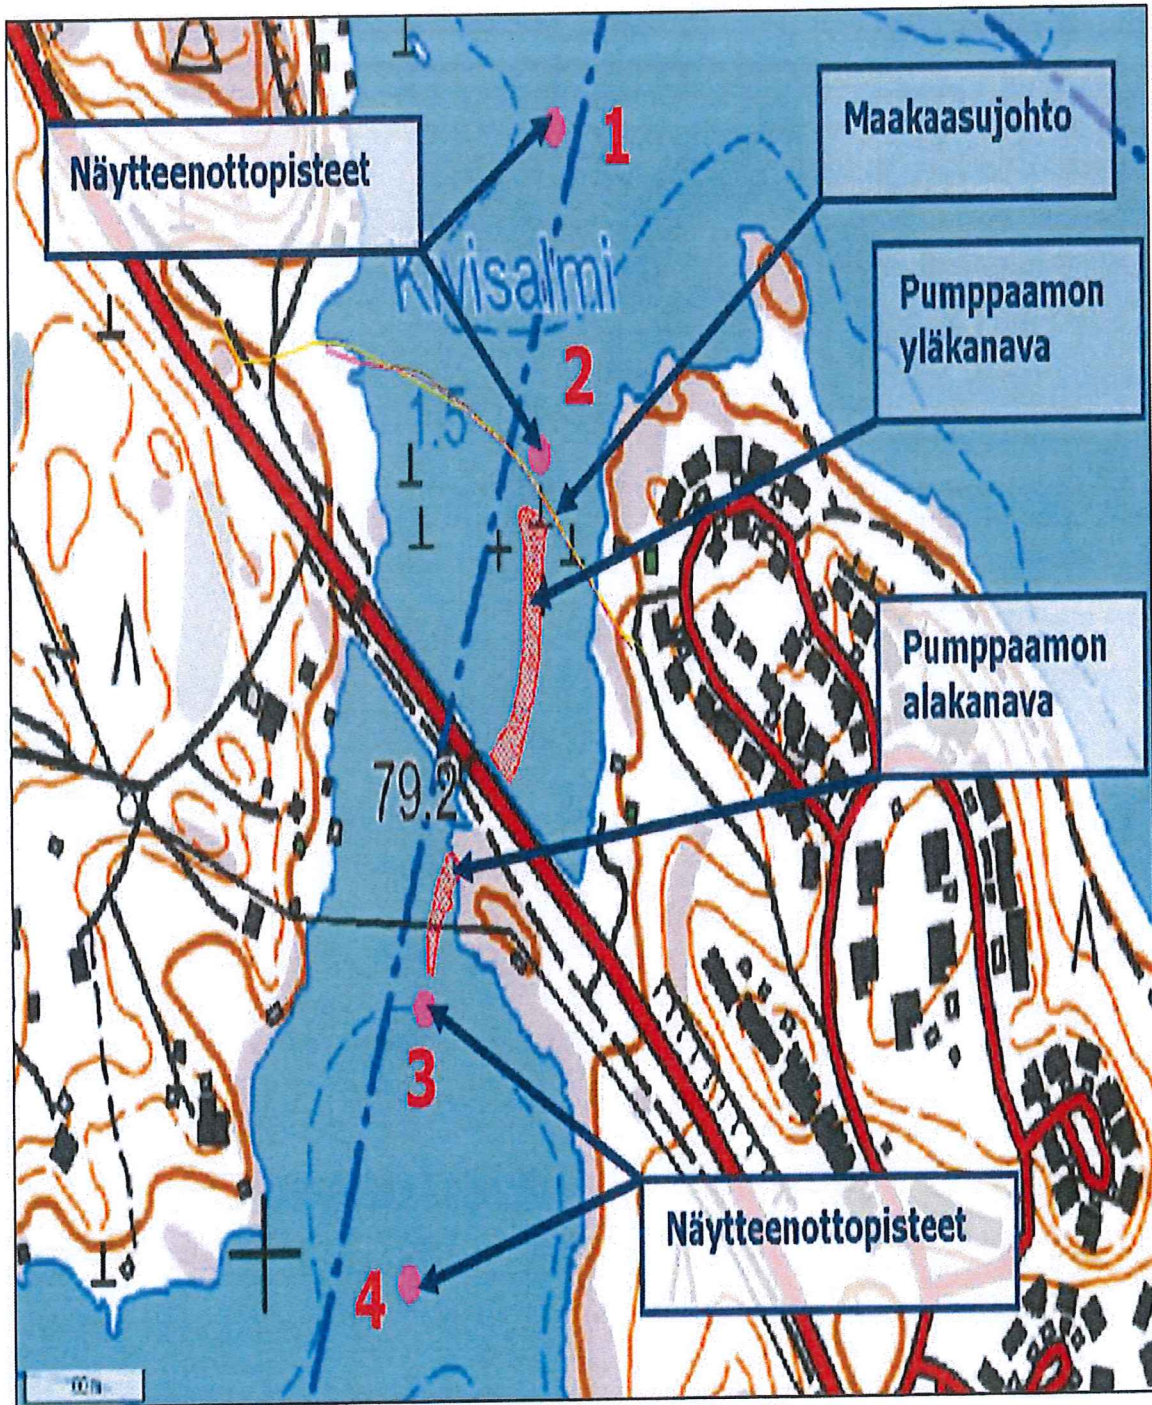 1
Maakaasujohto
Näytteenottopisteet
Kivisalmi
Pumppaamon
yläkanava
2
1.5
Pumppaamon
alakanava
79.2
3
Näytteenottopisteet
4